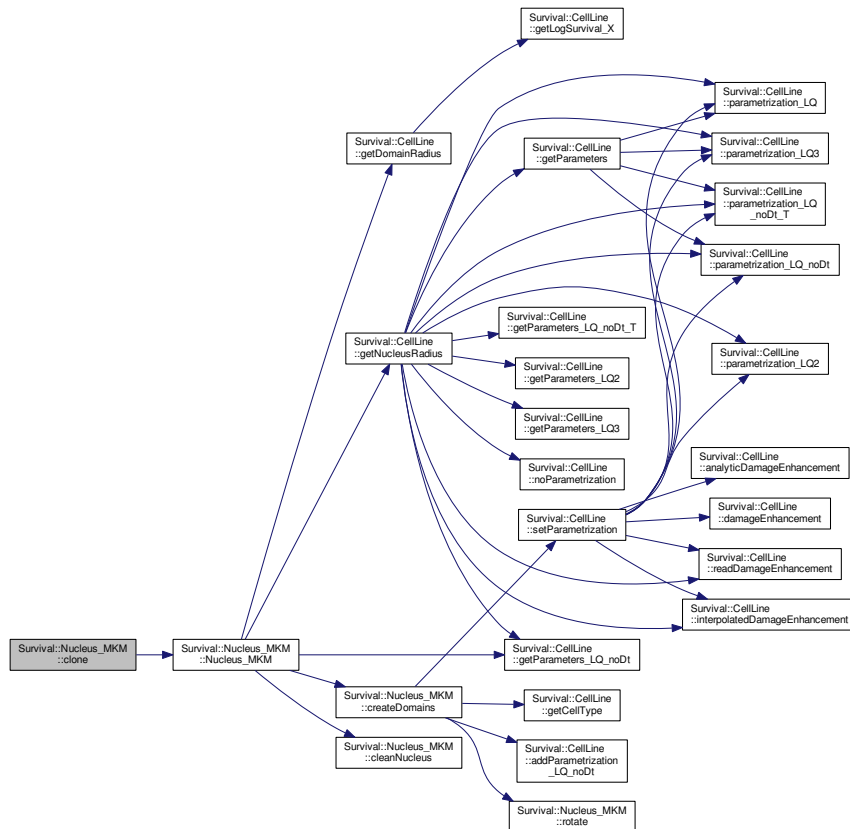 Survival::CellLine
::getLogSurvival_X
Survival::CellLine
::parametrization_LQ
Survival::CellLine
::getDomainRadius
Survival::CellLine
::getParameters
Survival::CellLine
::parametrization_LQ3
Survival::CellLine
::parametrization_LQ
_noDt_T
Survival::CellLine
::parametrization_LQ_noDt
Survival::CellLine
::getNucleusRadius
Survival::CellLine
::getParameters_LQ_noDt_T
Survival::CellLine
::parametrization_LQ2
Survival::CellLine
::getParameters_LQ2
Survival::CellLine
::getParameters_LQ3
Survival::CellLine
::noParametrization
Survival::CellLine
::analyticDamageEnhancement
Survival::CellLine
::setParametrization
Survival::CellLine
::damageEnhancement
Survival::CellLine
::readDamageEnhancement
Survival::CellLine
::interpolatedDamageEnhancement
Survival::Nucleus_MKM
::clone
Survival::Nucleus_MKM
::Nucleus_MKM
Survival::CellLine
::getParameters_LQ_noDt
Survival::Nucleus_MKM
::createDomains
Survival::CellLine
::getCellType
Survival::Nucleus_MKM
::cleanNucleus
Survival::CellLine
::addParametrization
_LQ_noDt
Survival::Nucleus_MKM
::rotate